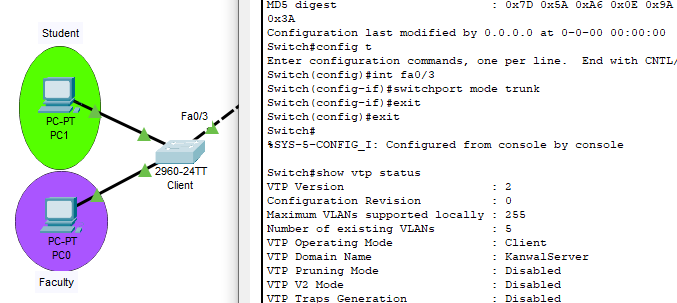 Student
PC-PT
PC1
Fa0/3
2960-24TT
Client
PC-PT
PC0
Faculty
MD5 digest : 0x7D 0x5A 0xA6 0x0E 0x9A
0x3A
Configuration last modified by 0.0.0.0 at 0-0-00 00:00:00
Switch#config t
Enter configuration commands, one per line. End with CNTL/
Switch(config)#int fa0/3
Switch(config-if)#switchport mode trunk
Switch(config-if)#exit
Switch(config)#exit
Switch#
%SYS-5-CONFIG_I: Configured from console by console
Switch#show vtp status
VTP Version : 2
Configuration Revision : 0
Maximum VLANs supported locally : 255
Number of existing VLANs : 5
VTP Operating Mode : Client
VTP Domain Name : KanwalServer
VTP Pruning Mode : Disabled
VTP V2 Mode : Disabled
VTP Traps Generation : Disabled